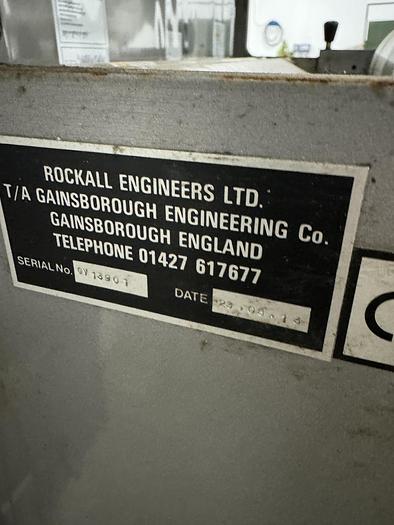 ROCKALL ENGINEERS LTD.
T/A GAINSBOROUGH ENGINEERING Co.
GAINSBOROUGH ENGLAND
TELEPHONE 01427 617677
SERIAL No.
DATE